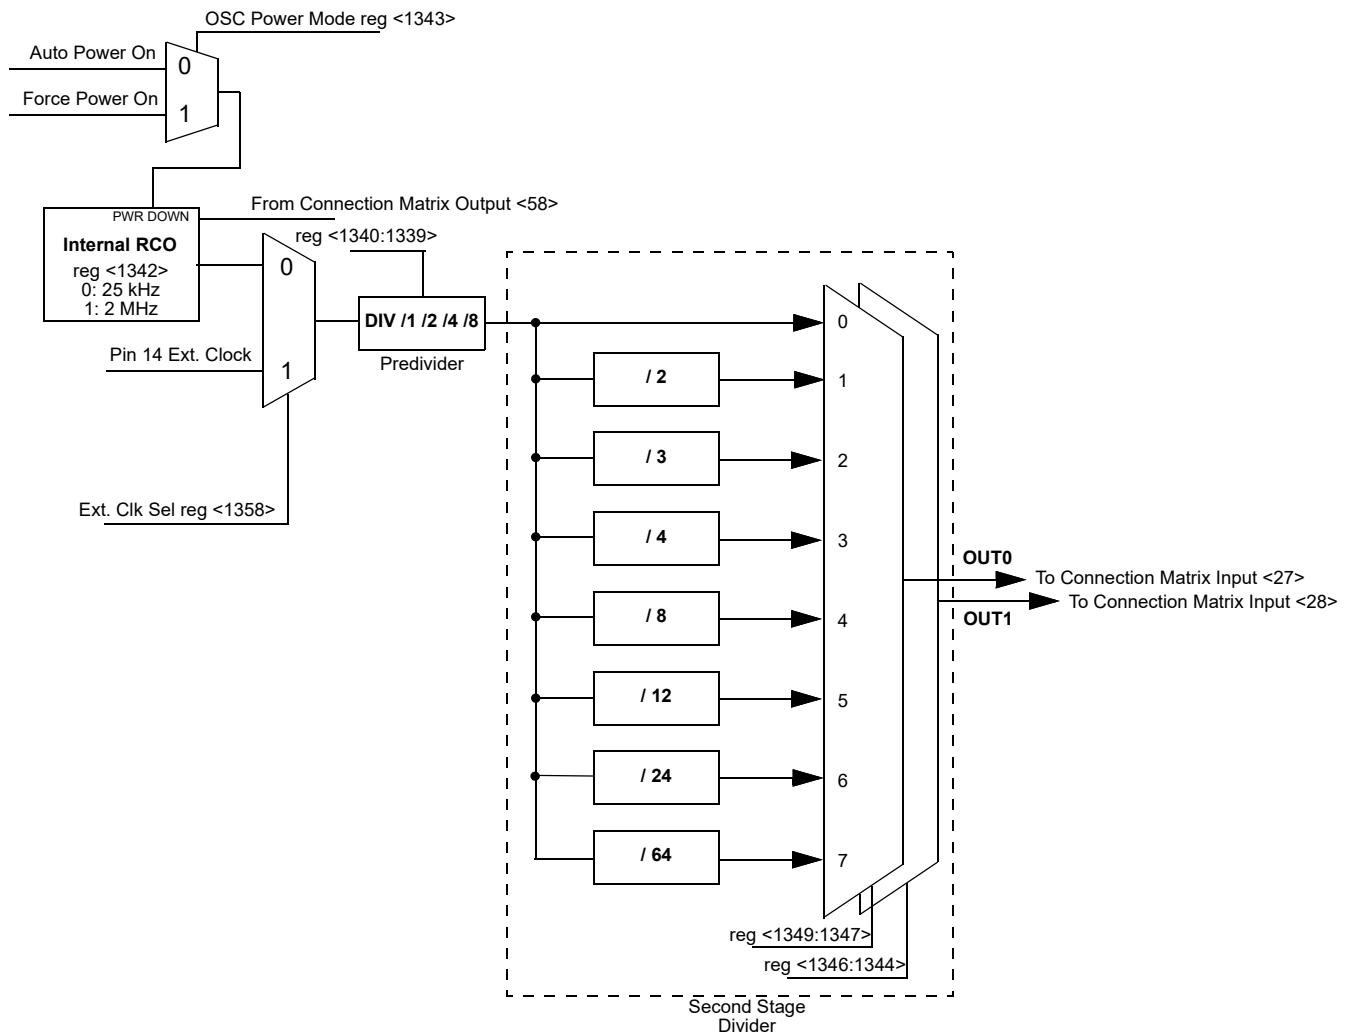 OSC Power Mode reg <1343>
Auto Power On
0
Force Power On
1
PWR DOWN
From Connection Matrix Output <58>
Internal RCO
reg <1342>
0: 25 kHz
1: 2 MHz
reg <1340:1339>
0
DIV /1 /2 /4 /8
Predivider
Pin 14 Ext. Clock
1
Ext. Clk Sel reg <1358>
0
/ 2
1
/ 3
2
/ 4
3
/ 8
4
/ 12
5
/ 24
6
/ 64
7
OUT0
To Connection Matrix Input <27>
To Connection Matrix Input <28>
OUT1
reg <1349:1347>
reg <1346:1344>
Second Stage
Divider